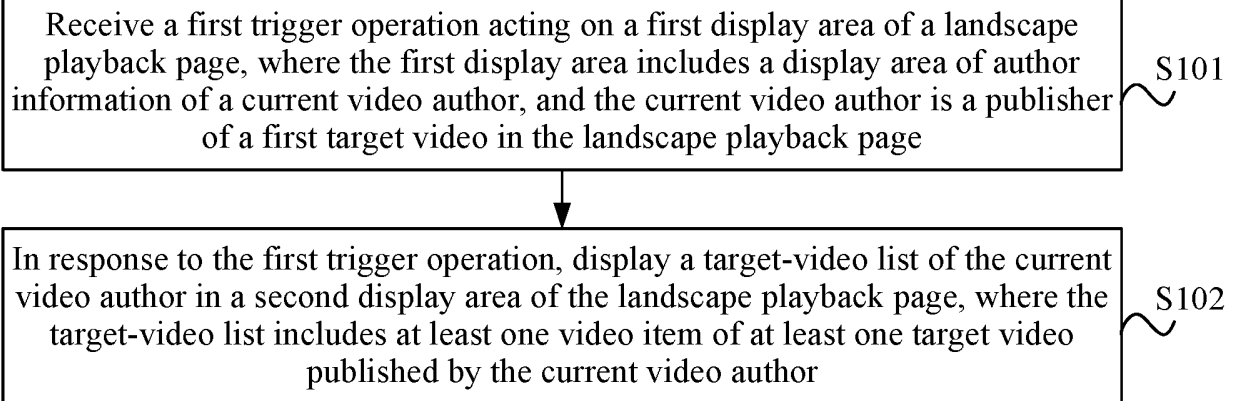 Receive a first trigger operation acting on a first display area of a landscape
playback page, where the first display area includes a display area of author
information of a current video author, and the current video author is a publisher
of a first target video in the landscape playback page
S101
In response to the first trigger operation, display a target-video list of the current
video author in a second display area of the landscape playback page, where the
target-video list includes at least one video item of at least one target video
published by the current video author
S102